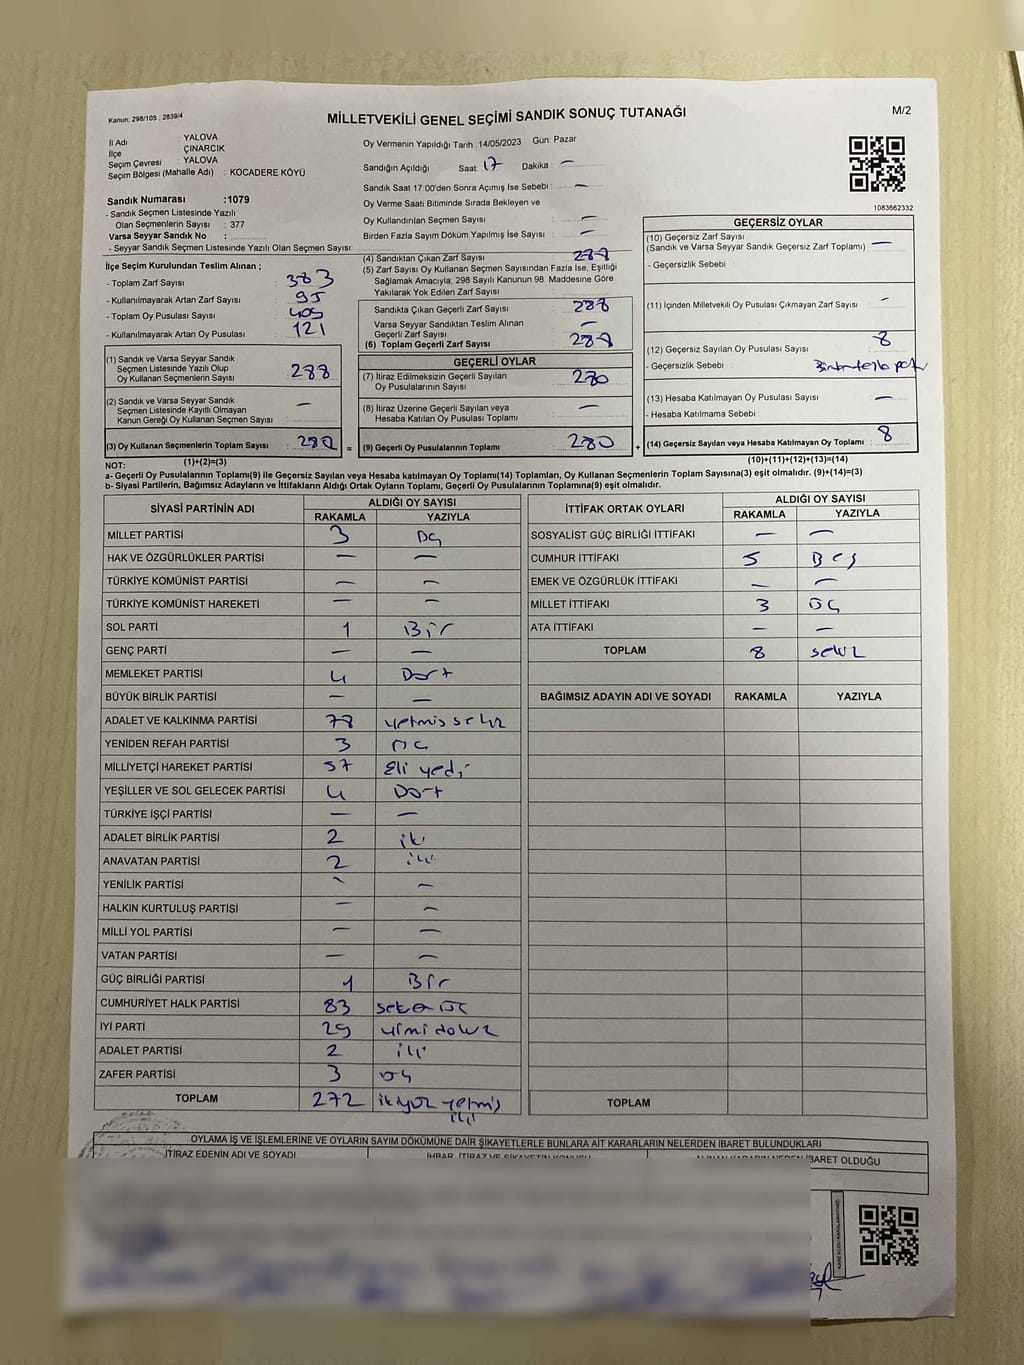 Kanun: 298/105 , 2839/4
MİLLETVEKİLİ GENEL SEÇİMİ SANDIK SONUÇ TUTANAĞI
M/2
İl Adı : YALOVA
İlçe : ÇINARCIK
Seçim Çevresi : YALOVA
Seçim Bölgesi (Mahalle Adı) : KOCADERE KÖYÜ
Sandık Numarası :1079
- Sandık Seçmen Listesinde Yazılı
Olan Seçmenlerin Sayısı : 377
Varsa Seyyar Sandık No :
- Seyyar Sandık Seçmen Listesinde Yazılı Olan Seçmen Sayısı:
Oy Vermenin Yapıldığı Tarih :14/05/2023 Gün: Pazar
Sandığın Açıldığı Saat: 17 Dakika : —
Sandık Saat 17:00'den Sonra Açımış İse Sebebi : —
Oy Verme Saati Bitiminde Sırada Bekleyen ve
Oy Kullandırılan Seçmen Sayısı : —
Birden Fazla Sayım Döküm Yapılmış İse Sayısı : —
1083662332
İlçe Seçim Kurulundan Teslim Alınan ;
- Toplam Zarf Sayısı : 383
- Kullanılmayarak Artan Zarf Sayısı : 95
- Toplam Oy Pusulası Sayısı : 409
- Kullanılmayarak Artan Oy Pusulası : 121
(1) Sandık ve Varsa Seyyar Sandık
Seçmen Listesinde Yazılı Olup
Oy Kullanan Seçmenlerin Sayısı : 288
(2) Sandık ve Varsa Seyyar Sandık
Seçmen Listesinde Kayıtlı Olmayan
Kanun Gereği Oy Kullanan Seçmen Sayısı : —
(3) Oy Kullanan Seçmenlerin Toplam Sayısı : 288 =
(1)+(2)=(3)
(4) Sandıktan Çıkan Zarf Sayısı : 288
(5) Zarf Sayısı Oy Kullanan Seçmen Sayısından Fazla İse, Eşitliği
Sağlamak Amacıyla, 298 Sayılı Kanunun 98. Maddesine Göre
Yakılarak Yok Edilen Zarf Sayısı :
Sandıkta Çıkan Geçerli Zarf Sayısı : 288
Varsa Seyyar Sandıktan Teslim Alınan
Geçerli Zarf Sayısı : —
(6) Toplam Geçerli Zarf Sayısı : 288
GEÇERLİ OYLAR
(7) İtiraz Edilmeksizin Geçerli Sayılan
Oy Pusulalarının Sayısı : 280
(8) İtiraz Üzerine Geçerli Sayılan veya
Hesaba Katılan Oy Pusulası Toplamı : —
(9) Geçerli Oy Pusulalarının Toplamı : 280 +
GEÇERSİZ OYLAR
(10) Geçersiz Zarf Sayısı
(Sandık ve Varsa Seyyar Sandık Geçersiz Zarf Toplamı) : —
- Geçersizlik Sebebi :
(11) İçinden Milletvekili Oy Pusulası Çıkmayan Zarf Sayısı : -
(12) Geçersiz Sayılan Oy Pusulası Sayısı : 8
- Geçersizlik Sebebi :
(13) Hesaba Katılmayan Oy Pusulası Sayısı : —
- Hesaba Katılmama Sebebi :
(14) Geçersiz Sayılan veya Hesaba Katılmayan Oy Toplamı : 8
(10)+(11)+(12)+(13)=(14)
NOT:
a- Geçerli Oy Pusulalarının Toplamı(9) ile Geçersiz Sayılan veya Hesaba Katılmayan Oy Toplamı(14) Toplamları, Oy Kullanan Seçmenlerin Toplam Sayısına(3) eşit olmalıdır. (9)+(14)=(3)
b- Siyasi Partilerin, Bağımsız Adayların ve İttifakların Aldığı Ortak Oyların Toplamı, Geçerli Oy Pusulalarının Toplamına(9) eşit olmalıdır.
SİYASİ PARTİNİN ADI ALDIĞI OY SAYISI
RAKAMLA YAZIYLA
MİLLET PARTİSİ 3 üç
HAK VE ÖZGÜRLÜKLER PARTİSİ — —
TÜRKİYE KOMÜNİST PARTİSİ — —
TÜRKİYE KOMÜNİST HAREKETİ — —
SOL PARTİ 1 Bir
GENÇ PARTİ — —
MEMLEKET PARTİSİ 4 Dört
BÜYÜK BİRLİK PARTİSİ — —
ADALET VE KALKINMA PARTİSİ 78 yetmiş sekiz
YENİDEN REFAH PARTİSİ 3 üç
MİLLİYETÇİ HAREKET PARTİSİ 57 Eli yedi
YEŞİLLER VE SOL GELECEK PARTİSİ 4 Dört
TÜRKİYE İŞÇİ PARTİSİ — —
ADALET BİRLİK PARTİSİ 2 iki
ANAVATAN PARTİSİ 2 iki
YENİLİK PARTİSİ - —
HALKIN KURTULUŞ PARTİSİ — —
MİLLİ YOL PARTİSİ — —
VATAN PARTİSİ — —
GÜÇ BİRLİĞİ PARTİSİ 1 Bir
CUMHURİYET HALK PARTİSİ 83 seksen üç
İYİ PARTİ 29 yirmi dokuz
ADALET PARTİSİ 2 iki
ZAFER PARTİSİ 3 üç
TOPLAM 272 ikiyüz yetmiş
iki
İTTİFAK ORTAK OYLARI ALDIĞI OY SAYISI
RAKAMLA YAZIYLA
SOSYALİST GÜÇ BİRLİĞİ İTTİFAKI — —
CUMHUR İTTİFAKI 5 Beş
EMEK VE ÖZGÜRLÜK İTTİFAKI — —
MİLLET İTTİFAKI 3 üç
ATA İTTİFAKI — —
TOPLAM 8 sekiz
BAĞIMSIZ ADAYIN ADI VE SOYADI RAKAMLA YAZIYLA
TOPLAM
OYLAMA İŞ VE İŞLEMLERİNE VE OYLARIN SAYIM DÖKÜMÜNE DAİR ŞİKAYETLERLE BUNLARA AİT KARARLARIN NELERDEN İBARET BULUNDUKLARI
İTİRAZ EDENİN ADI VE SOYADI İHBAR, İTİRAZ VE ŞİKAYETİN KONUSU ALINAN KARARIN NEDEN İBARET OLDUĞU